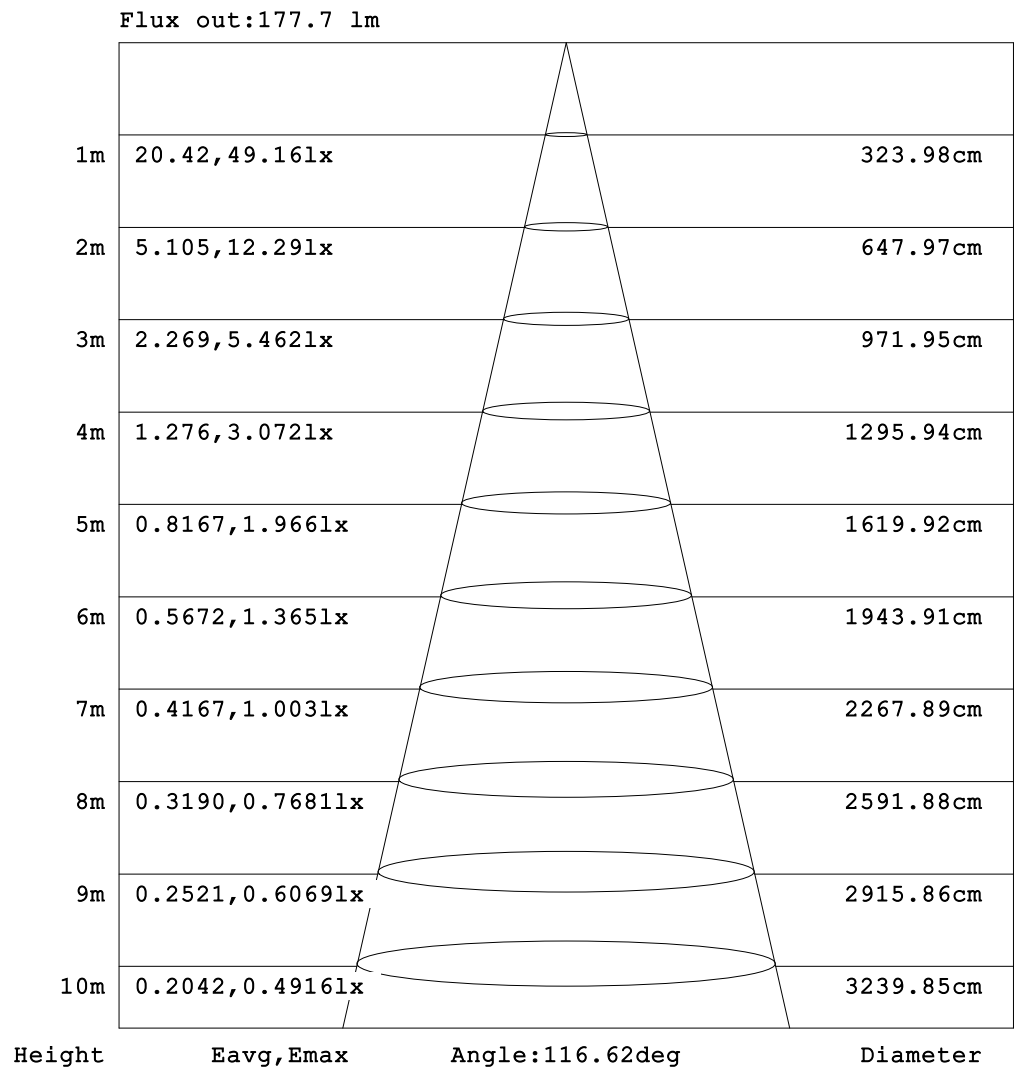 Flux out:177.7 lm
1m 20.42,49.16lx 323.98cm
2m 5.105,12.29lx 647.97cm
3m 2.269,5.462lx 971.95cm
4m 1.276,3.072lx 1295.94cm
5m 0.8167,1.966lx 1619.92cm
6m 0.5672,1.365lx 1943.91cm
7m 0.4167,1.003lx 2267.89cm
8m 0.3190,0.7681lx 2591.88cm
9m 0.2521,0.6069lx 2915.86cm
10m 0.2042,0.4916lx 3239.85cm
Height Eavg,Emax Angle:116.62deg Diameter